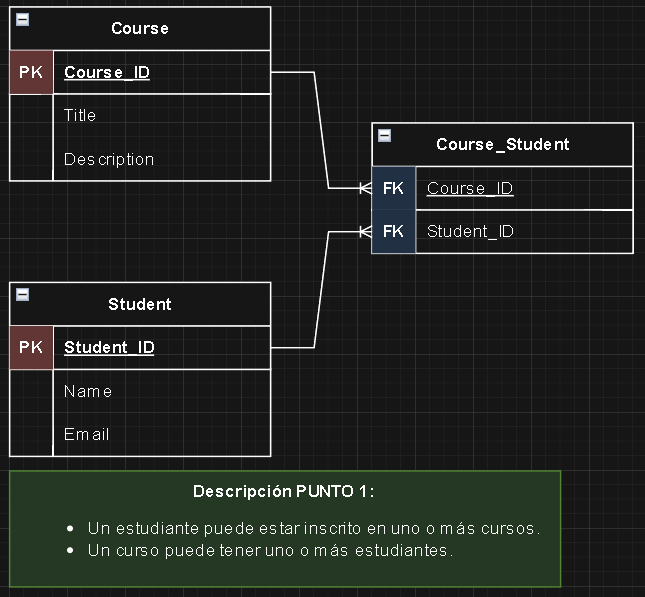 Course
PK Course_ID
Title
Description
Course_Student
FK Course_ID
FK Student_ID
Student
PK Student_ID
Name
Email
Descripción PUNTO 1:
• Un estudiante puede estar inscrito en uno o más cursos.
• Un curso puede tener uno o más estudiantes.